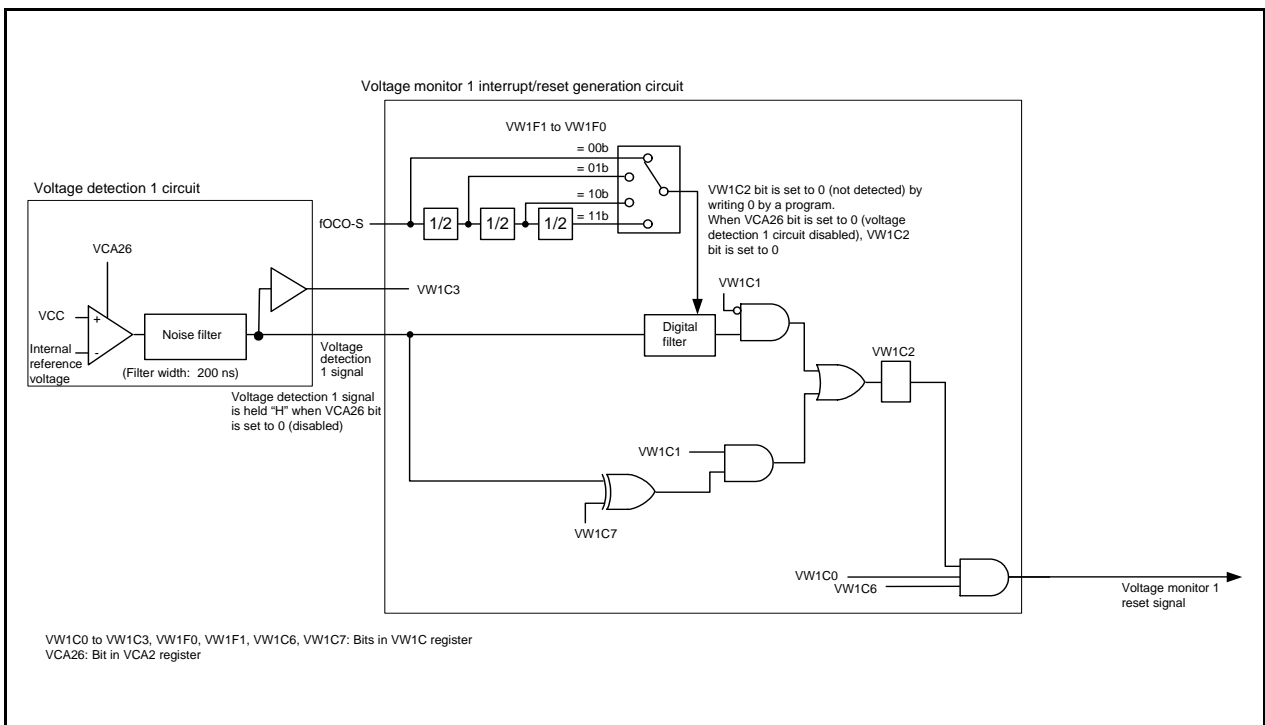 Voltage monitor 1 interrupt/reset generation circuit
VW1F1 to VW1F0
= 00b
= 01b
= 10b
= 11b
Voltage detection 1 circuit
fOCO-S
1/2
1/2
1/2
VW1C2 bit is set to 0 (not detected) by
writing 0 by a program.
When VCA26 bit is set to 0 (voltage
detection 1 circuit disabled), VW1C2
bit is set to 0
VCA26
VW1C3
VW1C1
VCC
+
-
Internal
reference
voltage
Noise filter
(Filter width: 200 ns)
Voltage
detection
1 signal
Digital
filter
VW1C2
Voltage detection 1 signal
is held “H” when VCA26 bit
is set to 0 (disabled)
VW1C1
VW1C7
VW1C0
VW1C6
Voltage monitor 1
reset signal
VW1C0 to VW1C3, VW1F0, VW1F1, VW1C6, VW1C7: Bits in VW1C register
VCA26: Bit in VCA2 register